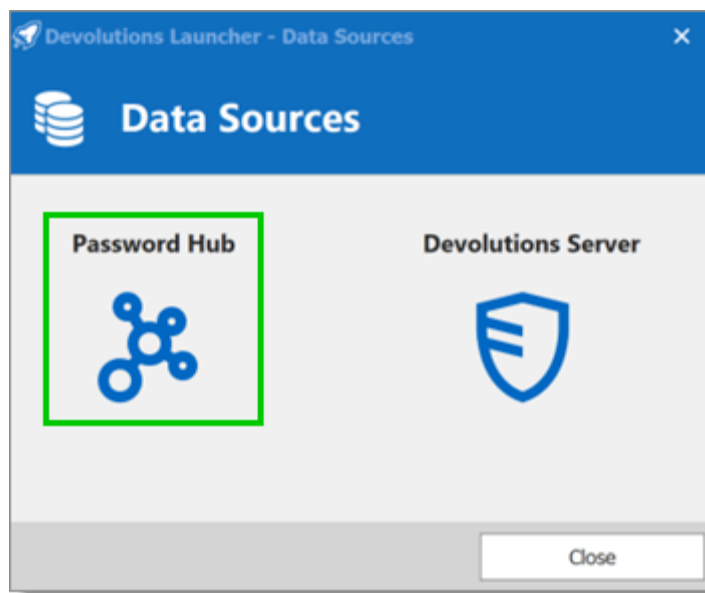 Devolutions Launcher - Data Sources
Data Sources
Password Hub
Devolutions Server
Close